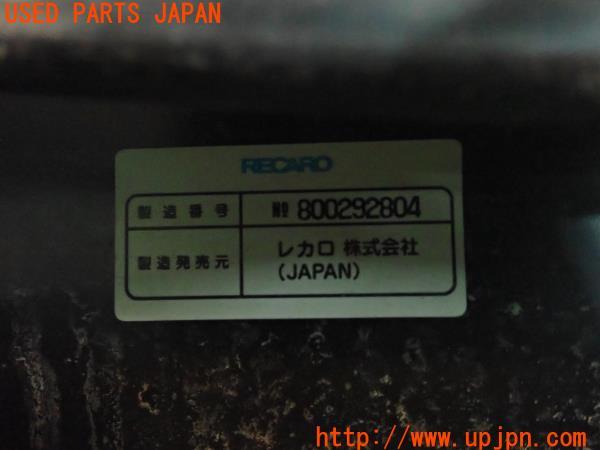 USED PARTS JAPAN
RECARO
製造番号 № 800292804
製造発売元 レカロ 株式会社
(JAPAN)
http://www.upjpn.com